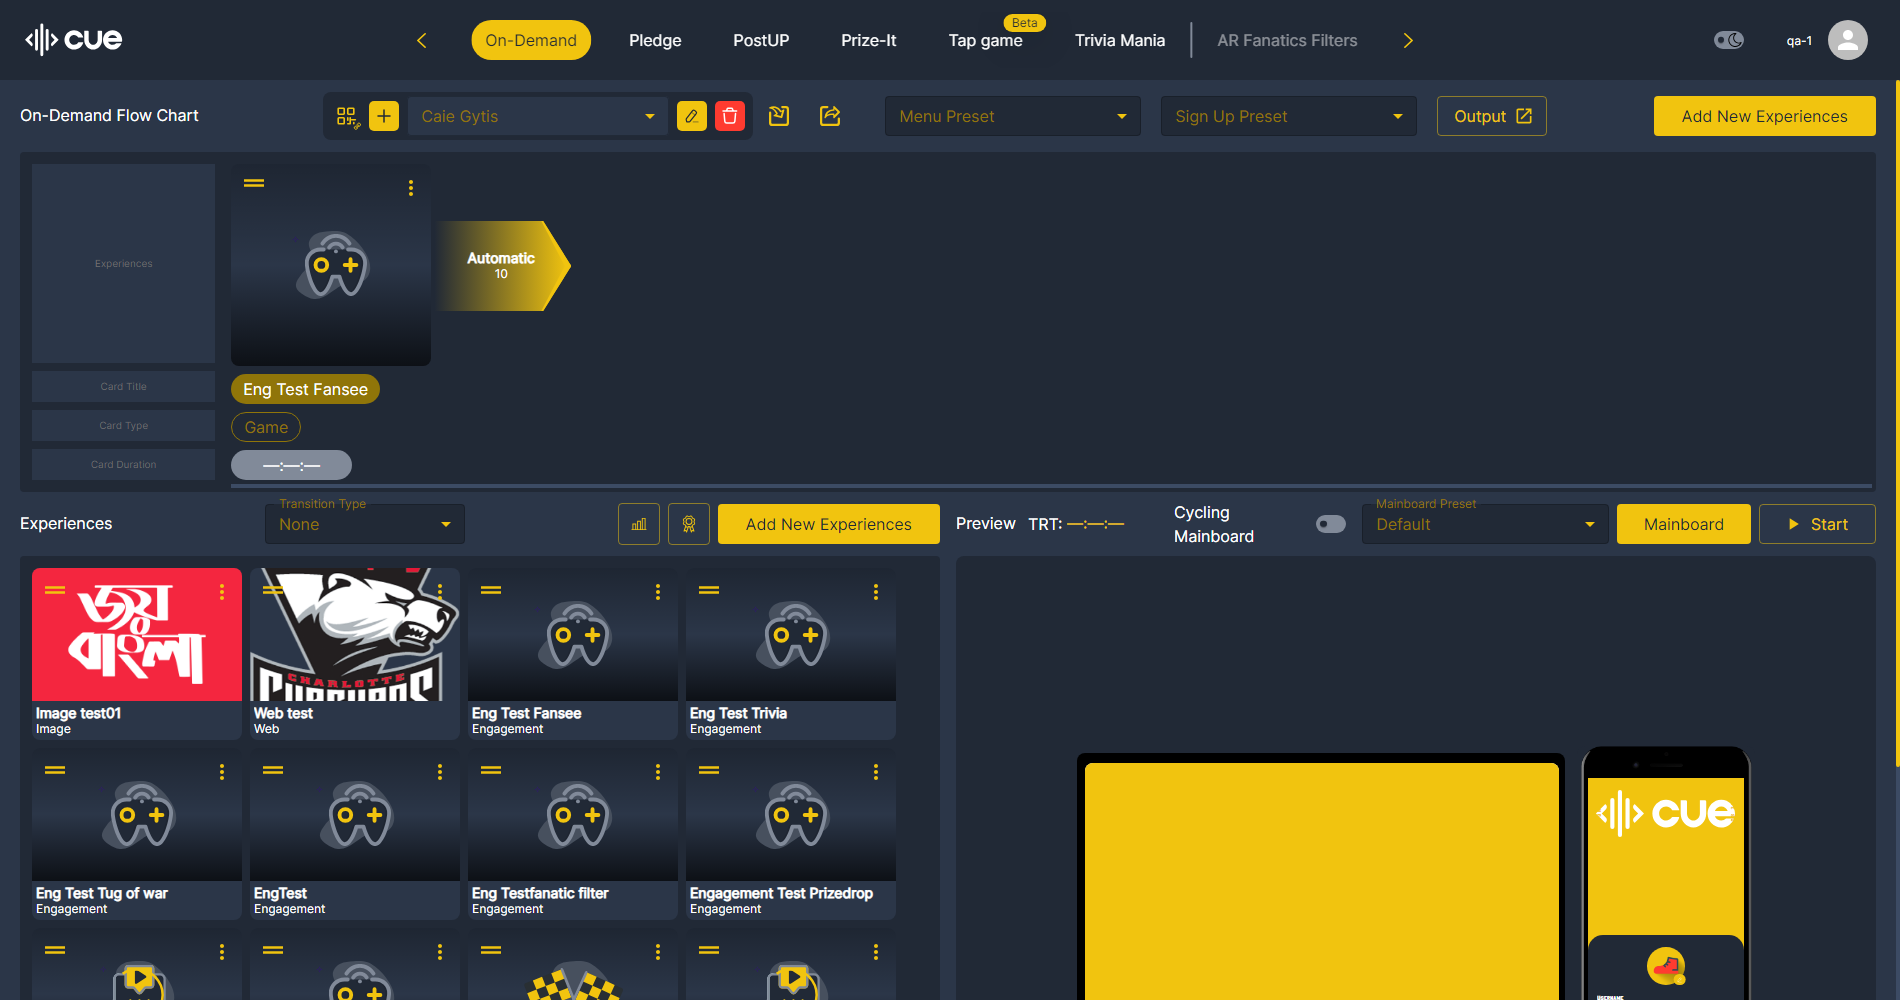 cue
On-Demand
Pledge
PostUP
Prize-It
Beta
Tap game
Trivia Mania
AR Fanatics Filters
qa-1
On-Demand Flow Chart
Caie Gytis
Menu Preset
Sign Up Preset
Output
Add New Experiences
Experiences
Automatic
10
Card Title
Eng Test Fansee
Card Type
Game
Card Duration
—:—:—
Experiences
Transition Type
None
Add New Experiences
Preview
TRT: —:—:—
Cycling
Mainboard
Mainboard Preset
Default
Mainboard
Start
জয়
বাংলা
CHARLOTTE
Image test01
Image
Web test
Web
Eng Test Fansee
Engagement
Eng Test Trivia
Engagement
Eng Test Tug of war
Engagement
EngTest
Engagement
Eng Testfanatic filter
Engagement
Engagement Test Prizedrop
Engagement
cue
USERNAME